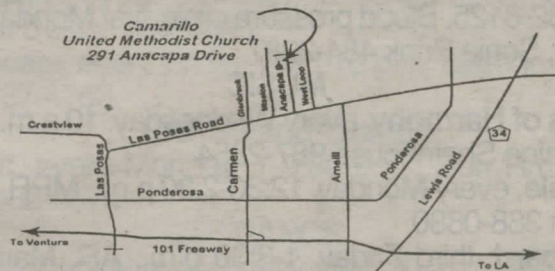 Camarillo
United Methodist Church
291 Anacapa Drive
Glenbrook
Mission
Anacapa Dr
West Loop
Crestview
Las Posas Road
34
Las Posas
Carmen
Arneill
Ponderosa
Lewis Road
Ponderosa
To Ventura
101 Freeway
To LA